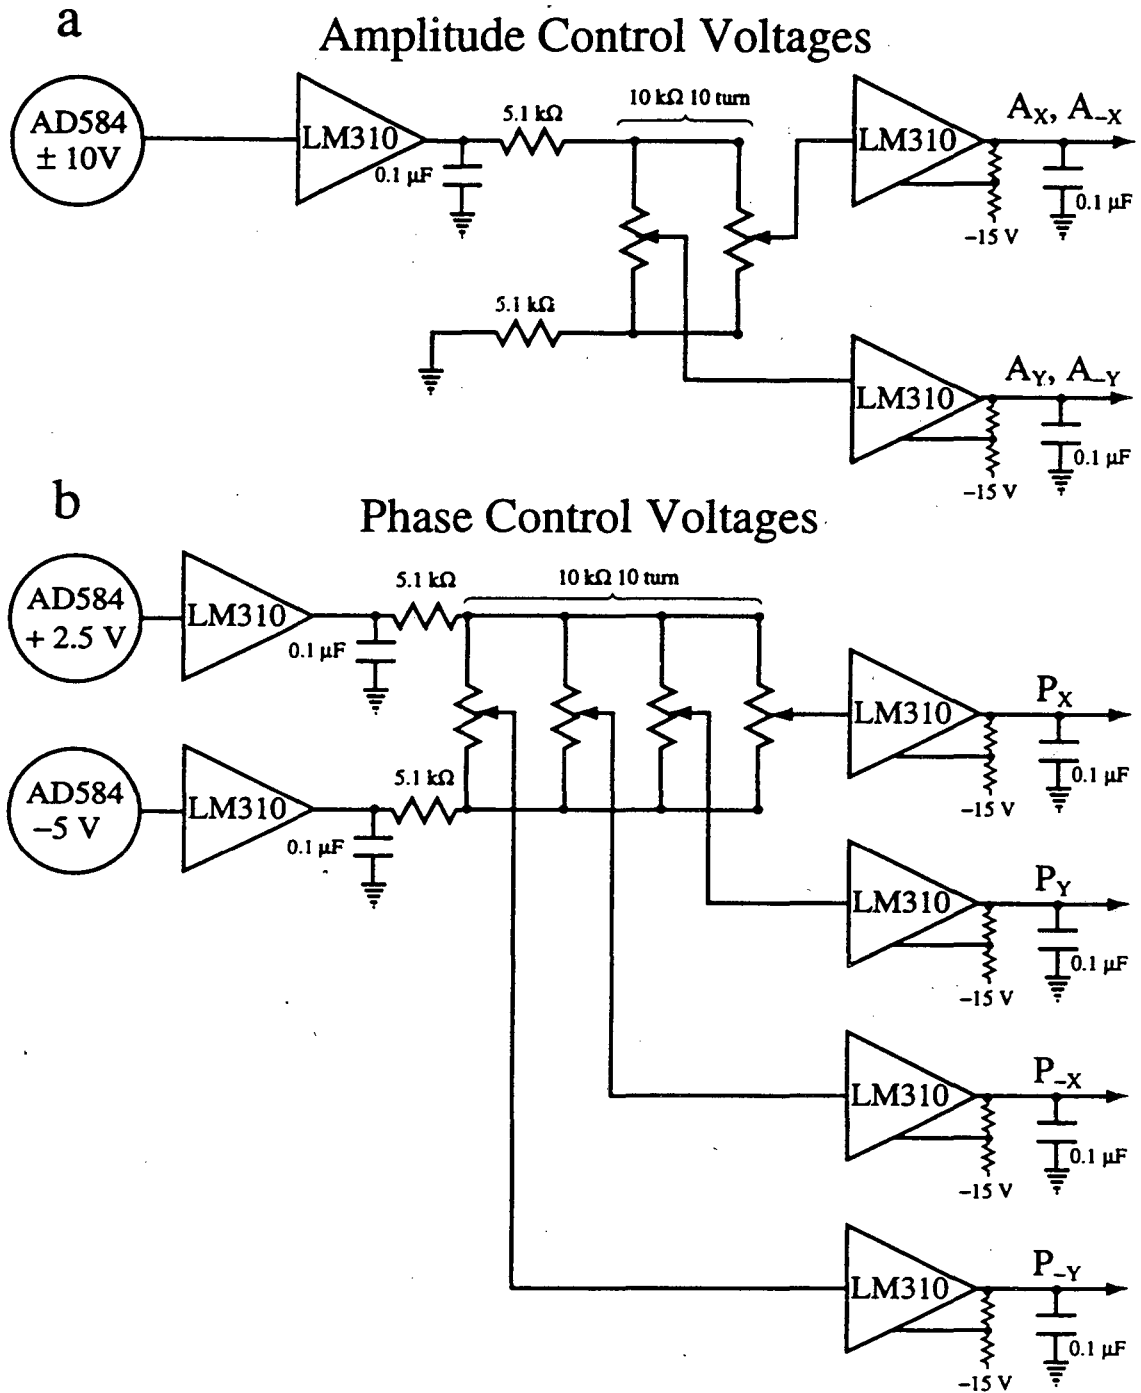 a
Amplitude Control Voltages
AD584
± 10V
LM310
0.1 µF
5.1 kΩ
10 kΩ 10 turn
5.1 kΩ
LM310
A_X, A_–X
–15 V
0.1 µF
LM310
A_Y, A_–Y
–15 V
0.1 µF
b
Phase Control Voltages
AD584
+ 2.5 V
LM310
0.1 µF
5.1 kΩ
10 kΩ 10 turn
AD584
–5 V
LM310
0.1 µF
5.1 kΩ
LM310
P_X
–15 V
0.1 µF
LM310
P_Y
–15 V
0.1 µF
LM310
P_–X
–15 V
0.1 µF
LM310
P_–Y
–15 V
0.1 µF